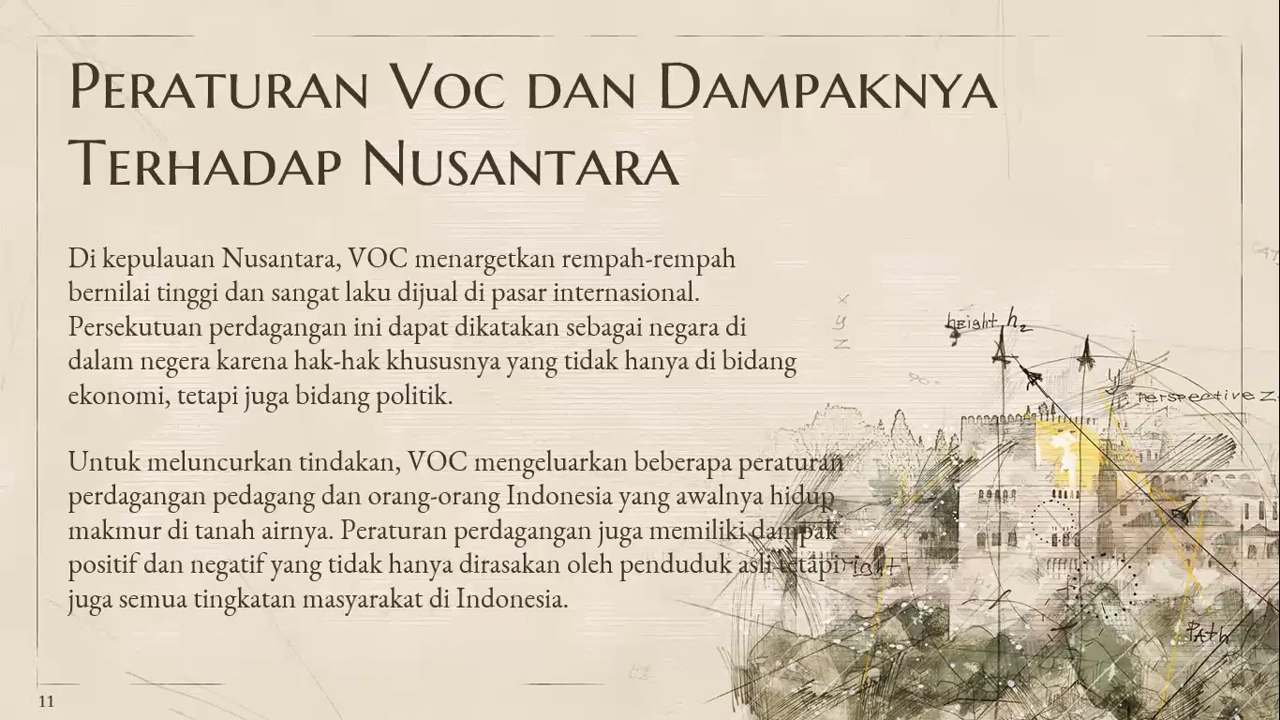 Peraturan Voc dan Dampaknya
Terhadap Nusantara
Di kepulauan Nusantara, VOC menargetkan rempah-rempah
bernilai tinggi dan sangat laku dijual di pasar internasional.
Persekutuan perdagangan ini dapat dikatakan sebagai negara di
dalam negera karena hak-hak khususnya yang tidak hanya di bidang
ekonomi, tetapi juga bidang politik.
Untuk meluncurkan tindakan, VOC mengeluarkan beberapa peraturan
perdagangan pedagang dan orang-orang Indonesia yang awalnya hidup
makmur di tanah airnya. Peraturan perdagangan juga memiliki dampak
positif dan negatif yang tidak hanya dirasakan oleh penduduk asli tetapi
juga semua tingkatan masyarakat di Indonesia.
x
y
z
height h₂
y
perspective z
Path
11